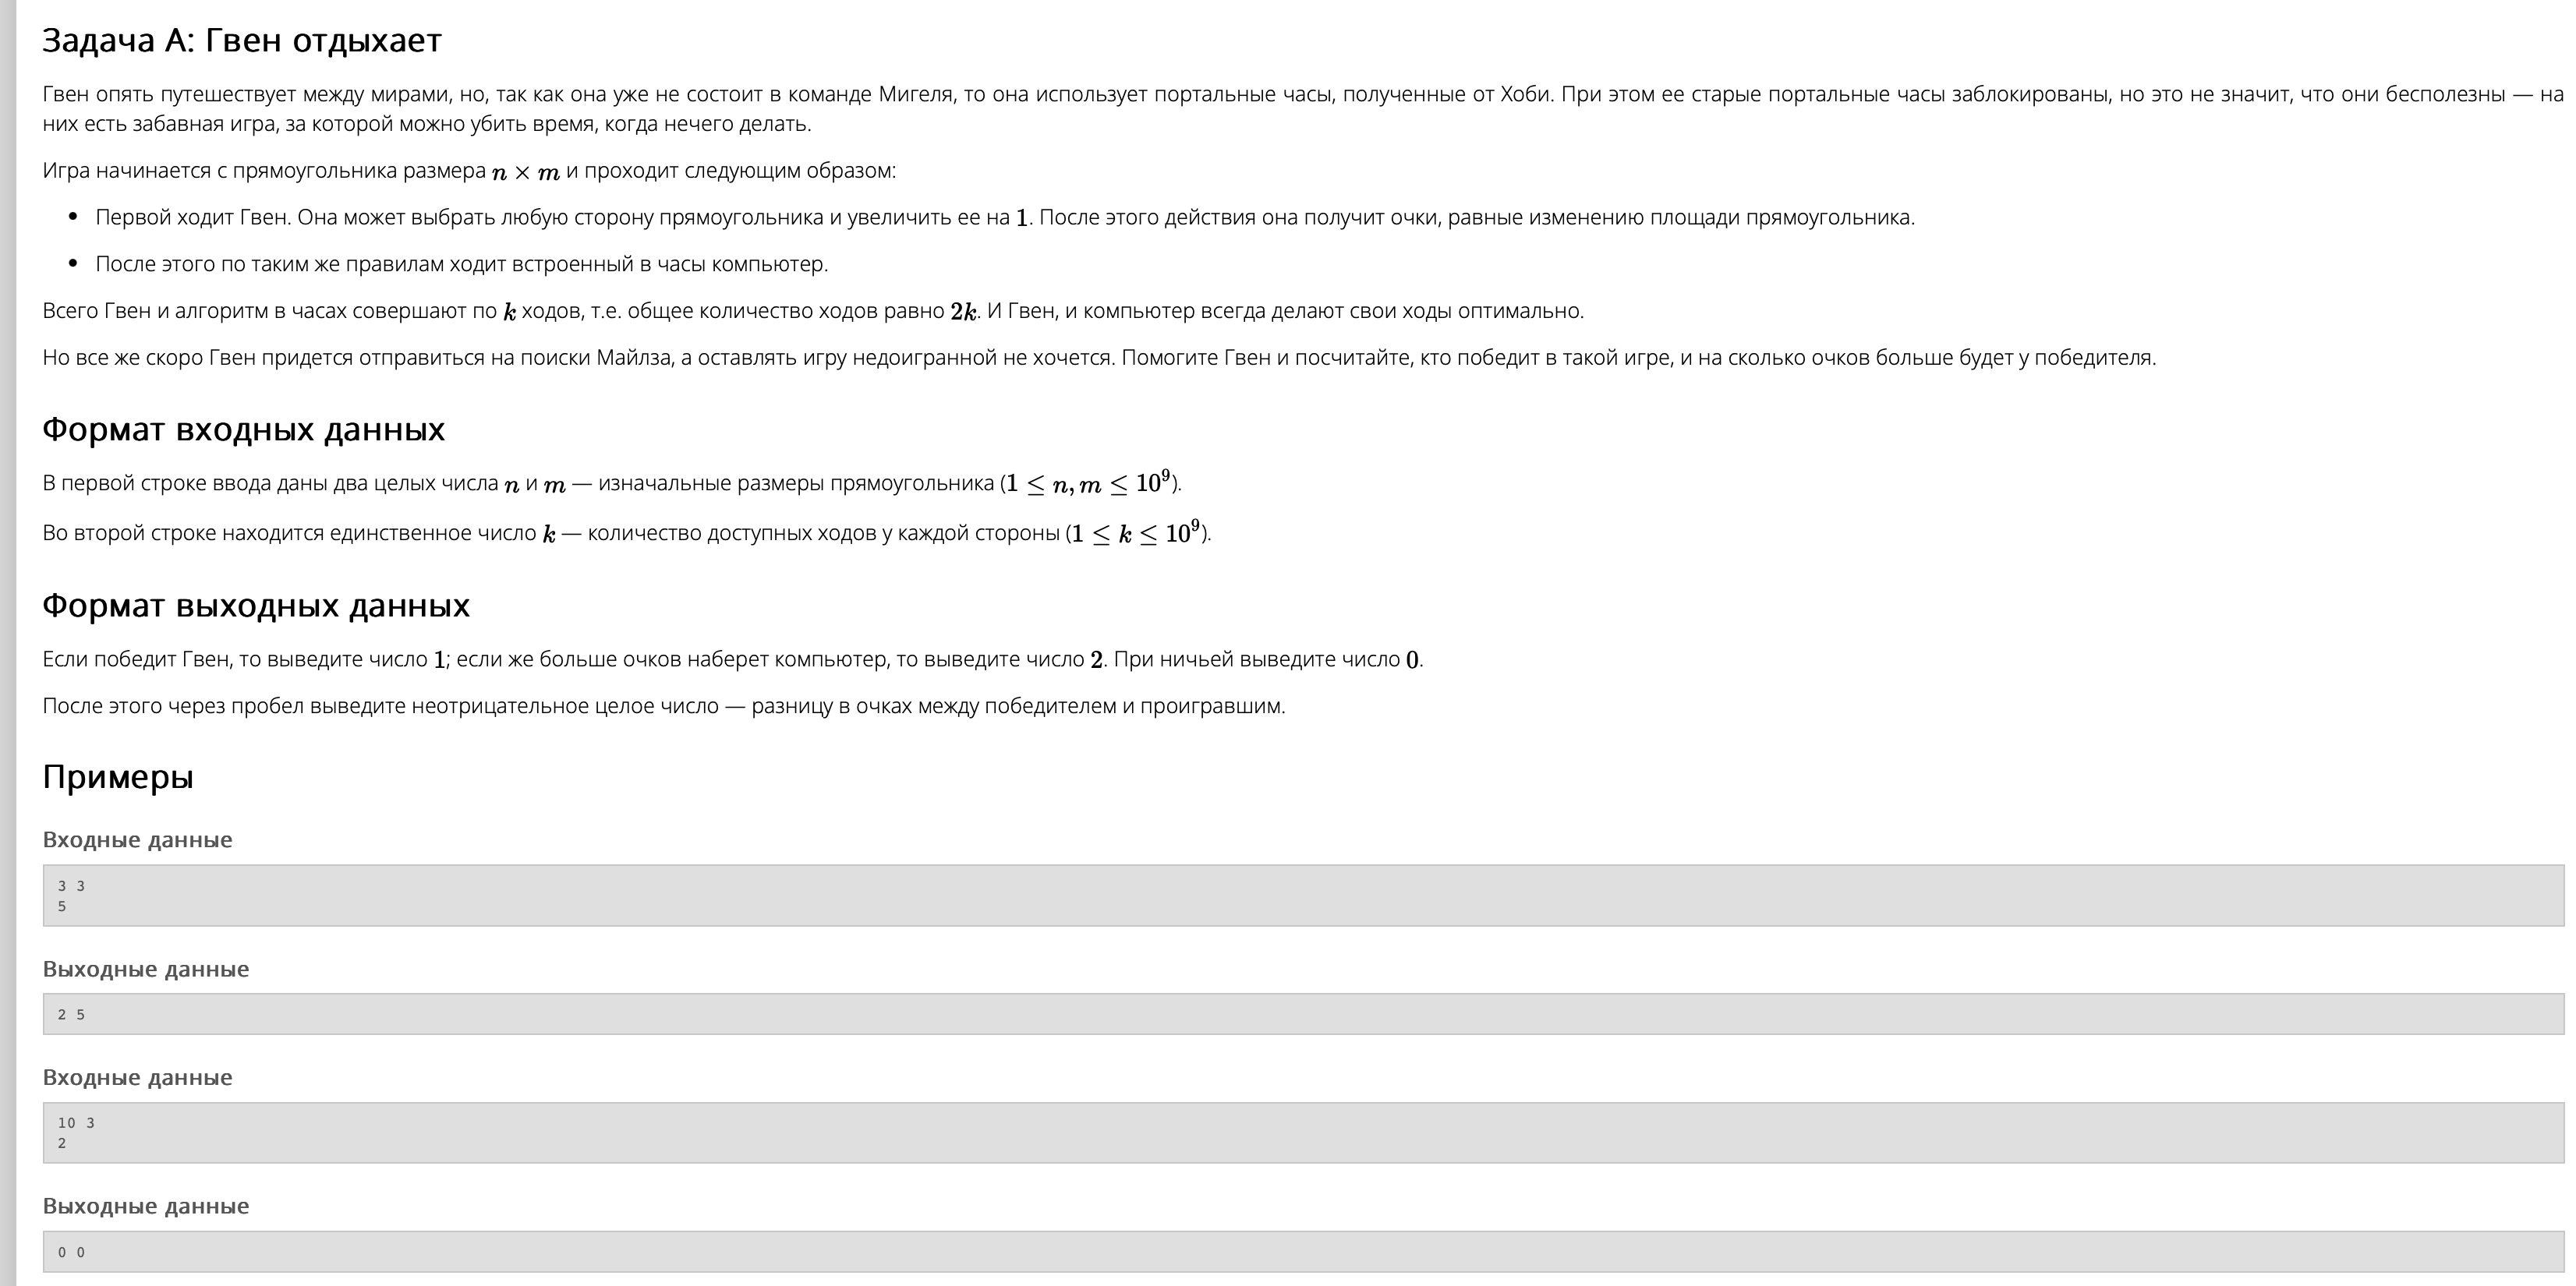 Задача A: Гвен отдыхает
Гвен опять путешествует между мирами, но, так как она уже не состоит в команде Мигеля, то она использует портальные часы, полученные от Хоби. При этом ее старые портальные часы заблокированы, но это не значит, что они бесполезны — на
них есть забавная игра, за которой можно убить время, когда нечего делать.
Игра начинается с прямоугольника размера n × m и проходит следующим образом:
• Первой ходит Гвен. Она может выбрать любую сторону прямоугольника и увеличить ее на 1. После этого действия она получит очки, равные изменению площади прямоугольника.
• После этого по таким же правилам ходит встроенный в часы компьютер.
Всего Гвен и алгоритм в часах совершают по k ходов, т.е. общее количество ходов равно 2k. И Гвен, и компьютер всегда делают свои ходы оптимально.
Но все же скоро Гвен придется отправиться на поиски Майлза, а оставлять игру недоигранной не хочется. Помогите Гвен и посчитайте, кто победит в такой игре, и на сколько очков больше будет у победителя.
Формат входных данных
В первой строке ввода даны два целых числа n и m — изначальные размеры прямоугольника (1 ≤ n, m ≤ 10⁹).
Во второй строке находится единственное число k — количество доступных ходов у каждой стороны (1 ≤ k ≤ 10⁹).
Формат выходных данных
Если победит Гвен, то выведите число 1; если же больше очков наберет компьютер, то выведите число 2. При ничьей выведите число 0.
После этого через пробел выведите неотрицательное целое число — разницу в очках между победителем и проигравшим.
Примеры
Входные данные
3 3
5
Выходные данные
2 5
Входные данные
10 3
2
Выходные данные
0 0